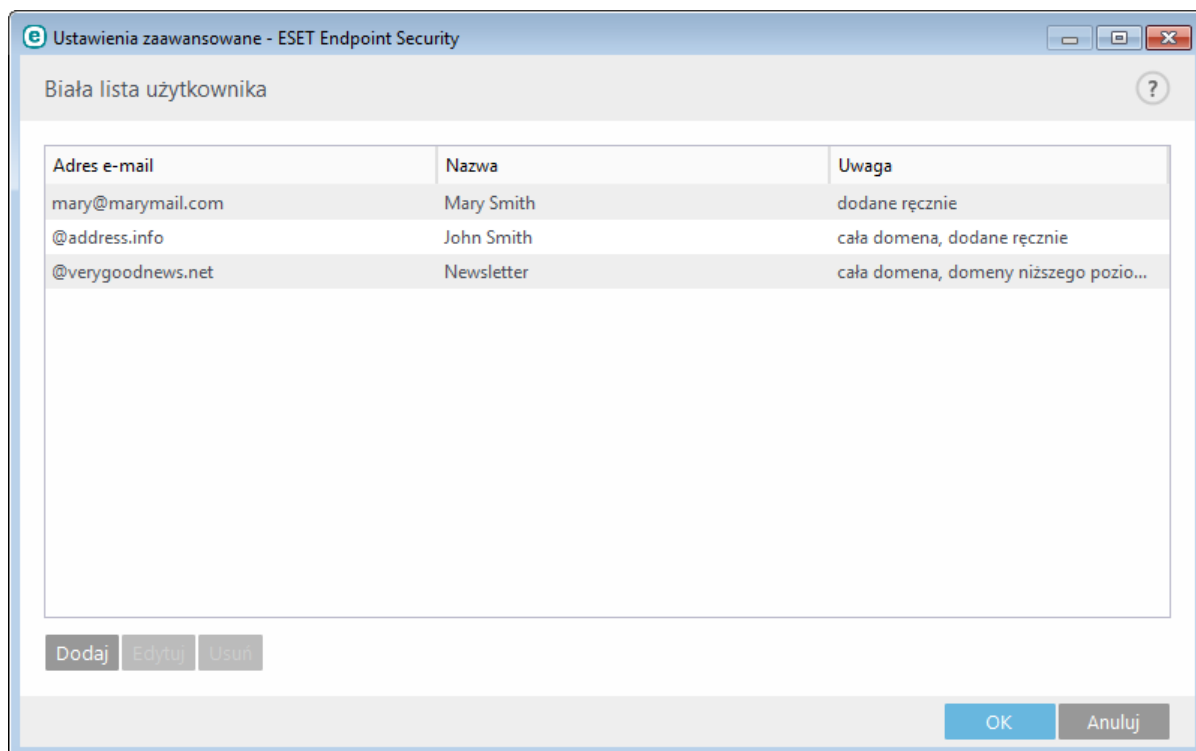 Ustawienia zaawansowane - ESET Endpoint Security
Biała lista użytkownika
?
Adres e-mail Nazwa Uwaga
mary@marymail.com Mary Smith dodane ręcznie
@address.info John Smith cała domena, dodane ręcznie
@verygoodnews.net Newsletter cała domena, domeny niższego pozio...
Dodaj Edytuj Usuń
OK Anuluj